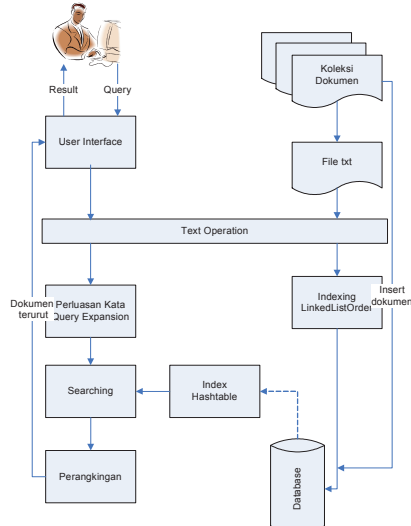 Result
Query
Koleksi
Dokumen
User Interface
File txt
Text Operation
Dokumen
terurut
Perluasan Kata
Query Expansion
Indexing
LinkedListOrder
Insert
dokumen
Searching
Index
Hashtable
Perangkingan
Database